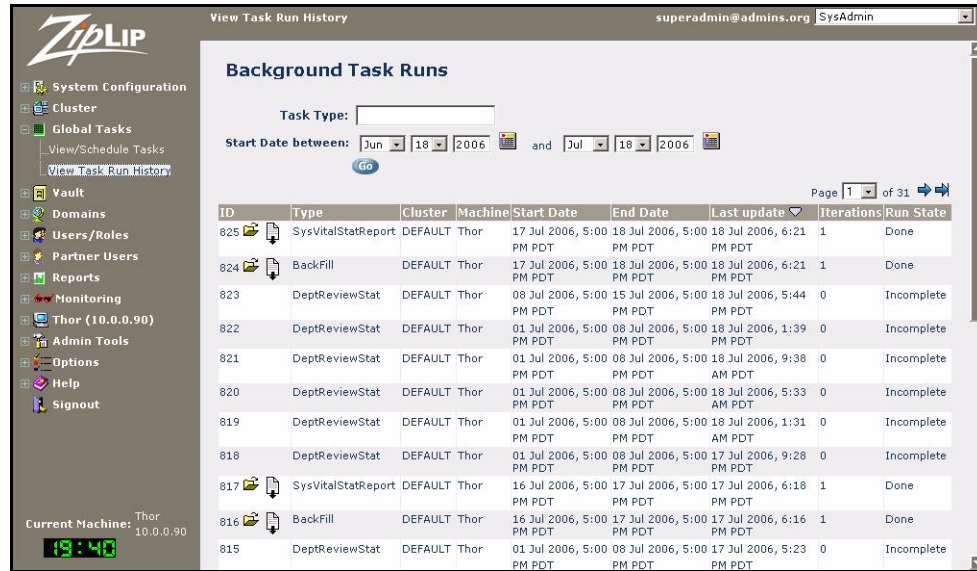 View Task Run History superadmin@admins.org SysAdmin
ZipLip
System Configuration
Cluster
Global Tasks
View/Schedule Tasks
View Task Run History
Vault
Domains
Users/Roles
Partner Users
Reports
Monitoring
Thor (10.0.0.90)
Admin Tools
Options
Help
Signout
Current Machine: Thor
10.0.0.90
19:40
Background Task Runs
Task Type:
Start Date between: Jun 18 2006 and Jul 18 2006
Go
Page 1 of 31
ID Type Cluster Machine Start Date End Date Last update Iterations Run State
825 SysVitalStatReport DEFAULT Thor 17 Jul 2006, 5:00 18 Jul 2006, 5:00 18 Jul 2006, 6:21 1 Done
PM PDT PM PDT PM PDT
824 BackFill DEFAULT Thor 17 Jul 2006, 5:00 18 Jul 2006, 5:00 18 Jul 2006, 6:21 1 Done
PM PDT PM PDT PM PDT
823 DeptReviewStat DEFAULT Thor 08 Jul 2006, 5:00 15 Jul 2006, 5:00 18 Jul 2006, 5:44 0 Incomplete
PM PDT PM PDT PM PDT
822 DeptReviewStat DEFAULT Thor 01 Jul 2006, 5:00 08 Jul 2006, 5:00 18 Jul 2006, 1:39 0 Incomplete
PM PDT PM PDT PM PDT
821 DeptReviewStat DEFAULT Thor 01 Jul 2006, 5:00 08 Jul 2006, 5:00 18 Jul 2006, 9:38 0 Incomplete
PM PDT PM PDT AM PDT
820 DeptReviewStat DEFAULT Thor 01 Jul 2006, 5:00 08 Jul 2006, 5:00 18 Jul 2006, 5:33 0 Incomplete
PM PDT PM PDT AM PDT
819 DeptReviewStat DEFAULT Thor 01 Jul 2006, 5:00 08 Jul 2006, 5:00 18 Jul 2006, 1:31 0 Incomplete
PM PDT PM PDT AM PDT
818 DeptReviewStat DEFAULT Thor 01 Jul 2006, 5:00 08 Jul 2006, 5:00 17 Jul 2006, 9:28 0 Incomplete
PM PDT PM PDT PM PDT
817 SysVitalStatReport DEFAULT Thor 16 Jul 2006, 5:00 17 Jul 2006, 5:00 17 Jul 2006, 6:18 1 Done
PM PDT PM PDT PM PDT
816 BackFill DEFAULT Thor 16 Jul 2006, 5:00 17 Jul 2006, 5:00 17 Jul 2006, 6:16 1 Done
PM PDT PM PDT PM PDT
815 DeptReviewStat DEFAULT Thor 01 Jul 2006, 5:00 08 Jul 2006, 5:00 17 Jul 2006, 5:23 0 Incomplete
PM PDT PM PDT PM PDT